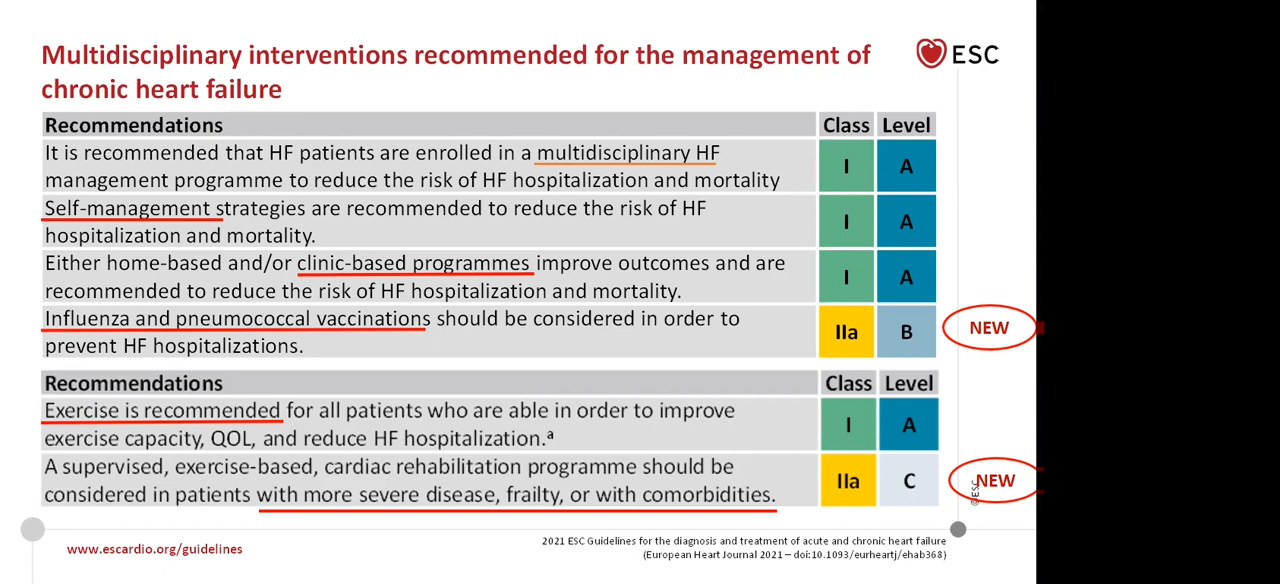 Multidisciplinary interventions recommended for the management of
chronic heart failure
ESC
Recommendations Class Level
It is recommended that HF patients are enrolled in a multidisciplinary HF
management programme to reduce the risk of HF hospitalization and mortality
I A
Self-management strategies are recommended to reduce the risk of HF
hospitalization and mortality.
I A
Either home-based and/or clinic-based programmes improve outcomes and are
recommended to reduce the risk of HF hospitalization and mortality.
I A
Influenza and pneumococcal vaccinations should be considered in order to
prevent HF hospitalizations.
IIa B
NEW
Recommendations Class Level
Exercise is recommended for all patients who are able in order to improve
exercise capacity, QOL, and reduce HF hospitalization.ª
I A
A supervised, exercise-based, cardiac rehabilitation programme should be
considered in patients with more severe disease, frailty, or with comorbidities.
IIa C
NEW
©ESC
www.escardio.org/guidelines
2021 ESC Guidelines for the diagnosis and treatment of acute and chronic heart failure
(European Heart Journal 2021 – doi:10.1093/eurheartj/ehab368)